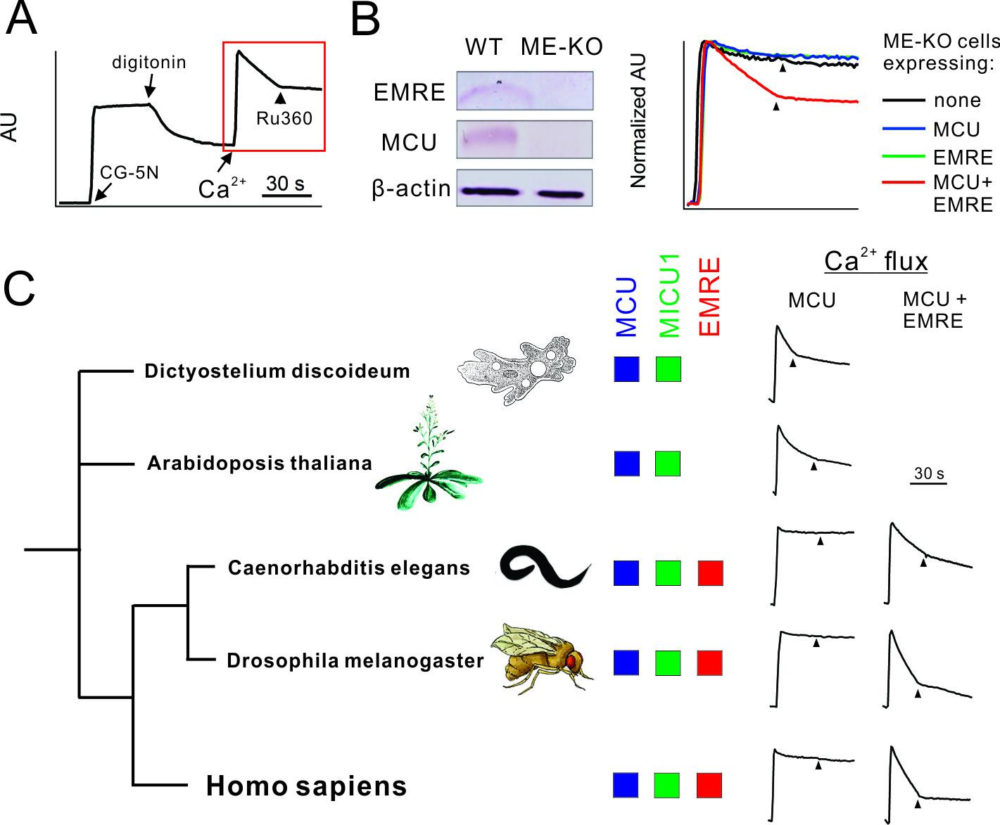 A
B
digitonin
AU
Ru360
CG-5N
Ca2+
30 s
WT
ME-KO
EMRE
MCU
β-actin
Normalized AU
ME-KO cells
expressing:
none
MCU
EMRE
MCU+
EMRE
C
MCU
MICU1
EMRE
Ca2+ flux
MCU
MCU +
EMRE
Dictyostelium discoideum
Arabidoposis thaliana
30 s
Caenorhabditis elegans
Drosophila melanogaster
Homo sapiens